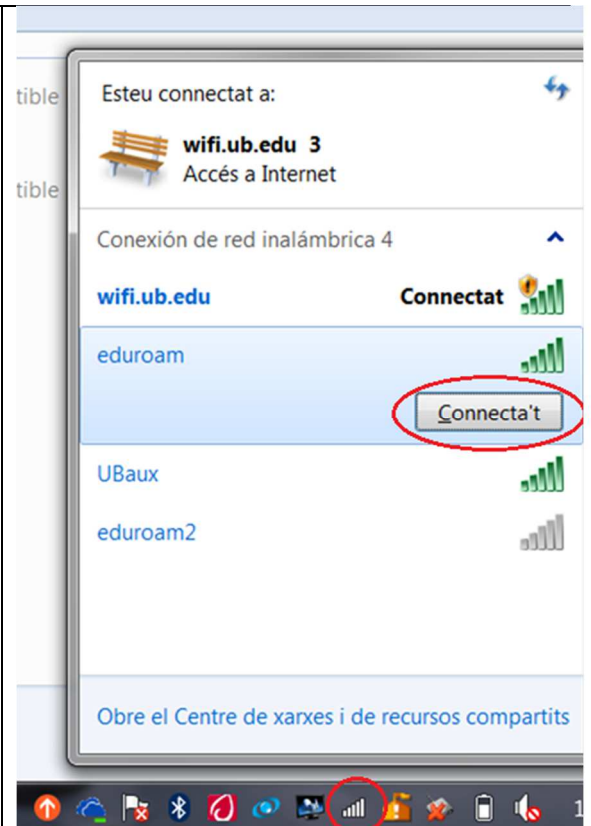 tible
Esteu connectat a:
wifi.ub.edu 3
Accés a Internet
tible
Conexión de red inalámbrica 4
wifi.ub.edu Connectat
eduroam
Connecta't
UBaux
eduroam2
Obre el Centre de xarxes i de recursos compartits
1